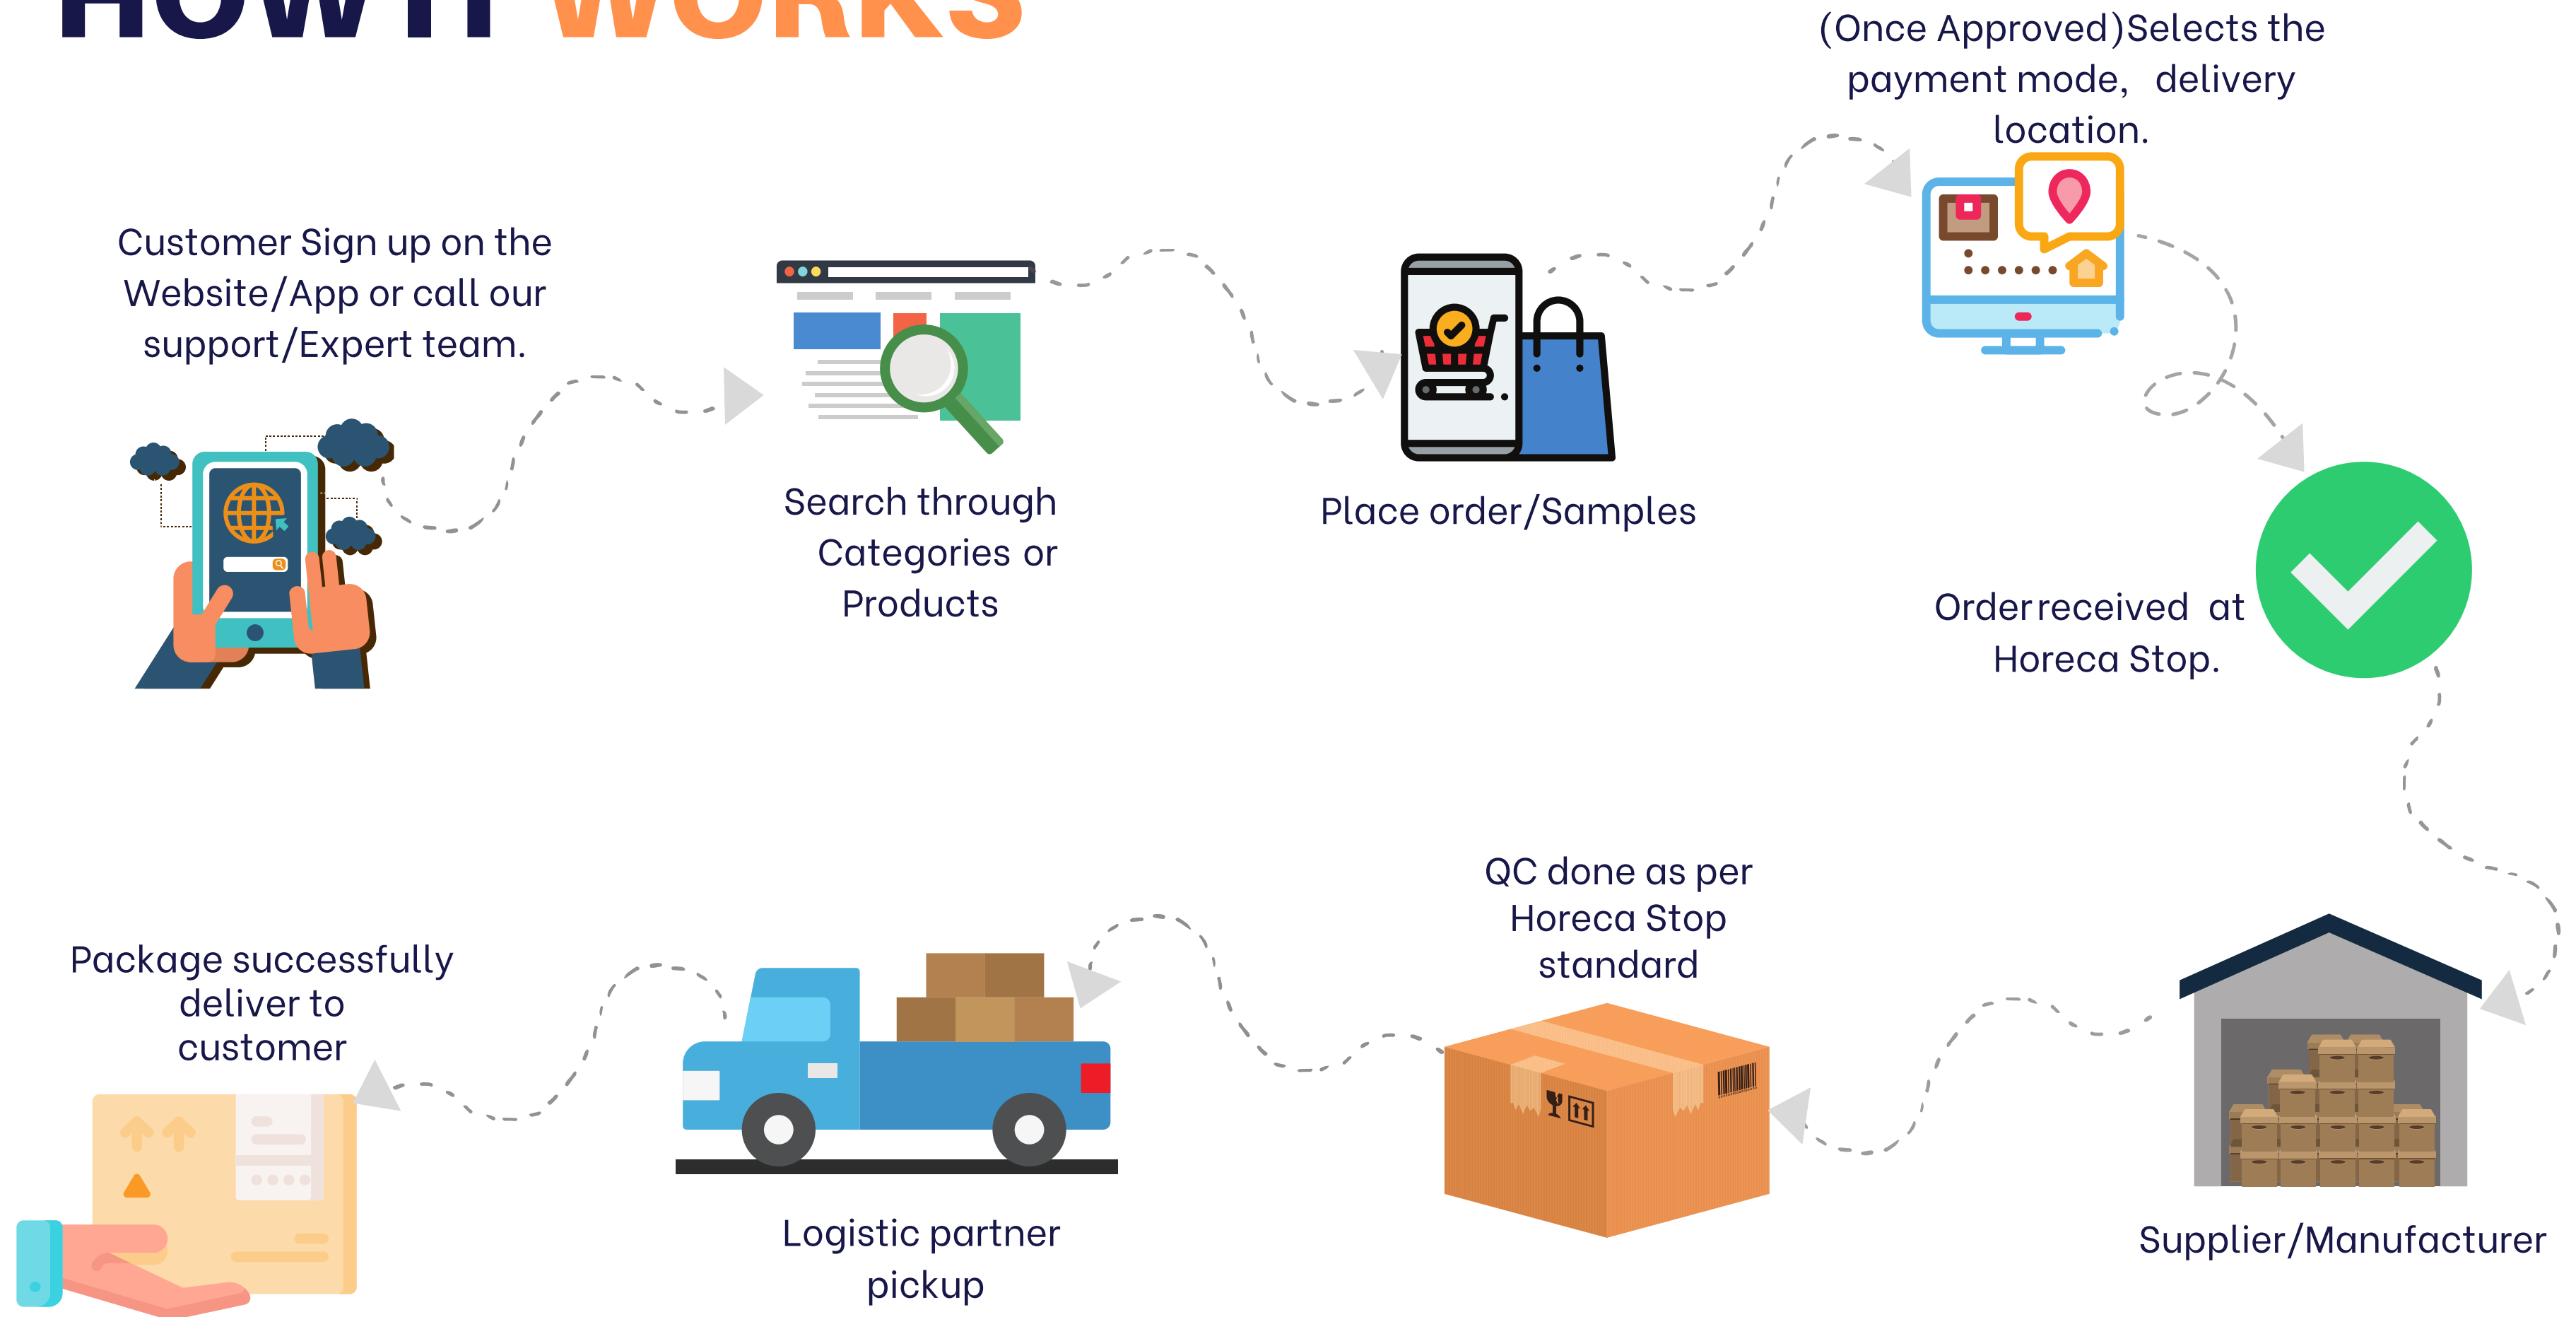 HOW IT WORKS
(Once Approved)Selects the
payment mode, delivery
location.
Customer Sign up on the
Website/App or call our
support/Expert team.
Search through
Categories or
Products
Place order/Samples
Order received at
Horeca Stop.
QC done as per
Horeca Stop
standard
Package successfully
deliver to
customer
Logistic partner
pickup
Supplier/Manufacturer